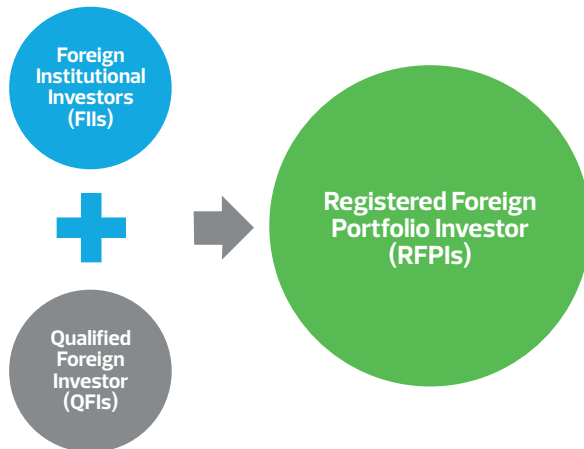 Foreign
Institutional
Investors
(FIIs)
Registered Foreign
Portfolio Investor
(RFPIs)
Qualified
Foreign
Investor
(QFIs)